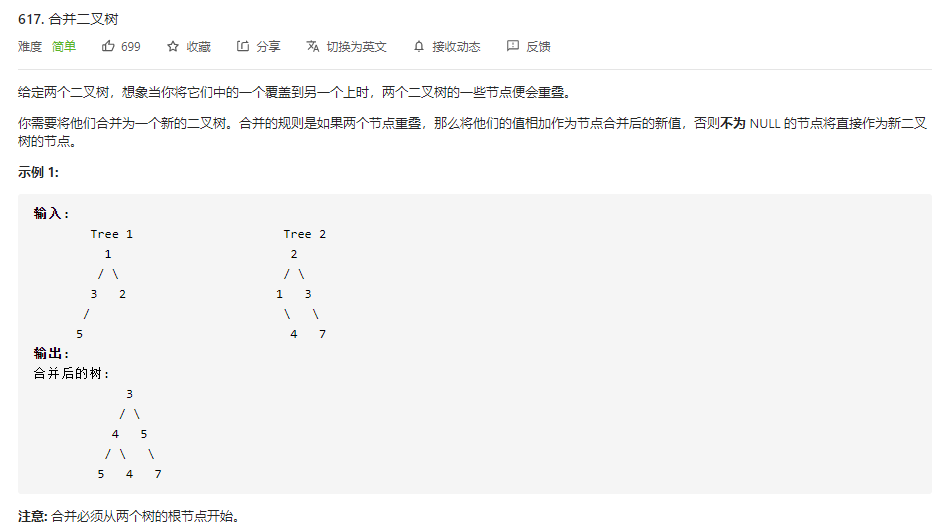 617. 合并二叉树
难度 简单 699 收藏 分享 切换为英文 接收动态 反馈
给定两个二叉树，想象当你将它们中的一个覆盖到另一个上时，两个二叉树的一些节点便会重叠。
你需要将他们合并为一个新的二叉树。合并的规则是如果两个节点重叠，那么将他们的值相加作为节点合并后的新值，否则不为 NULL 的节点将直接作为新二叉
树的节点。
示例 1:
输入:
Tree 1 Tree 2
1 2
/ \ / \
3 2 1 3
/ \ \
5 4 7
输出:
合并后的树:
3
/ \
4 5
/ \ \
5 4 7
注意: 合并必须从两个树的根节点开始。